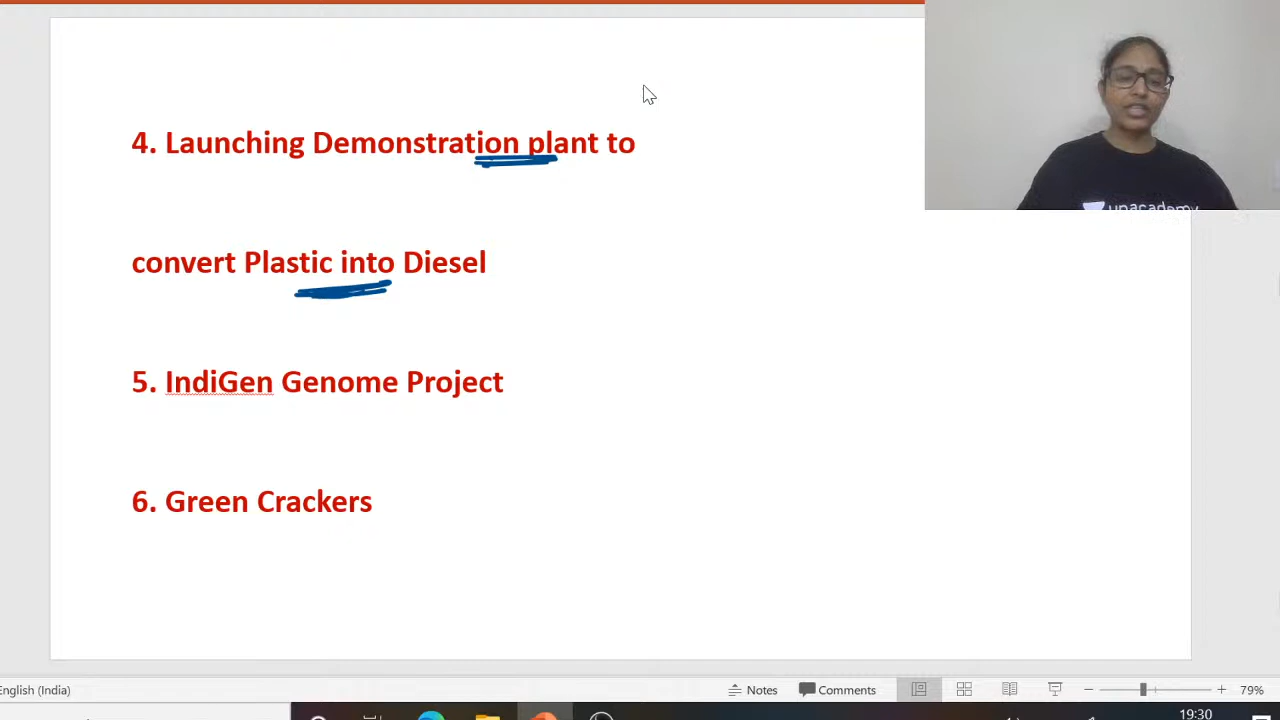 4. Launching Demonstration plant to
convert Plastic into Diesel
5. IndiGen Genome Project
6. Green Crackers
unacademy
English (India)
Notes
Comments
79%
19:30